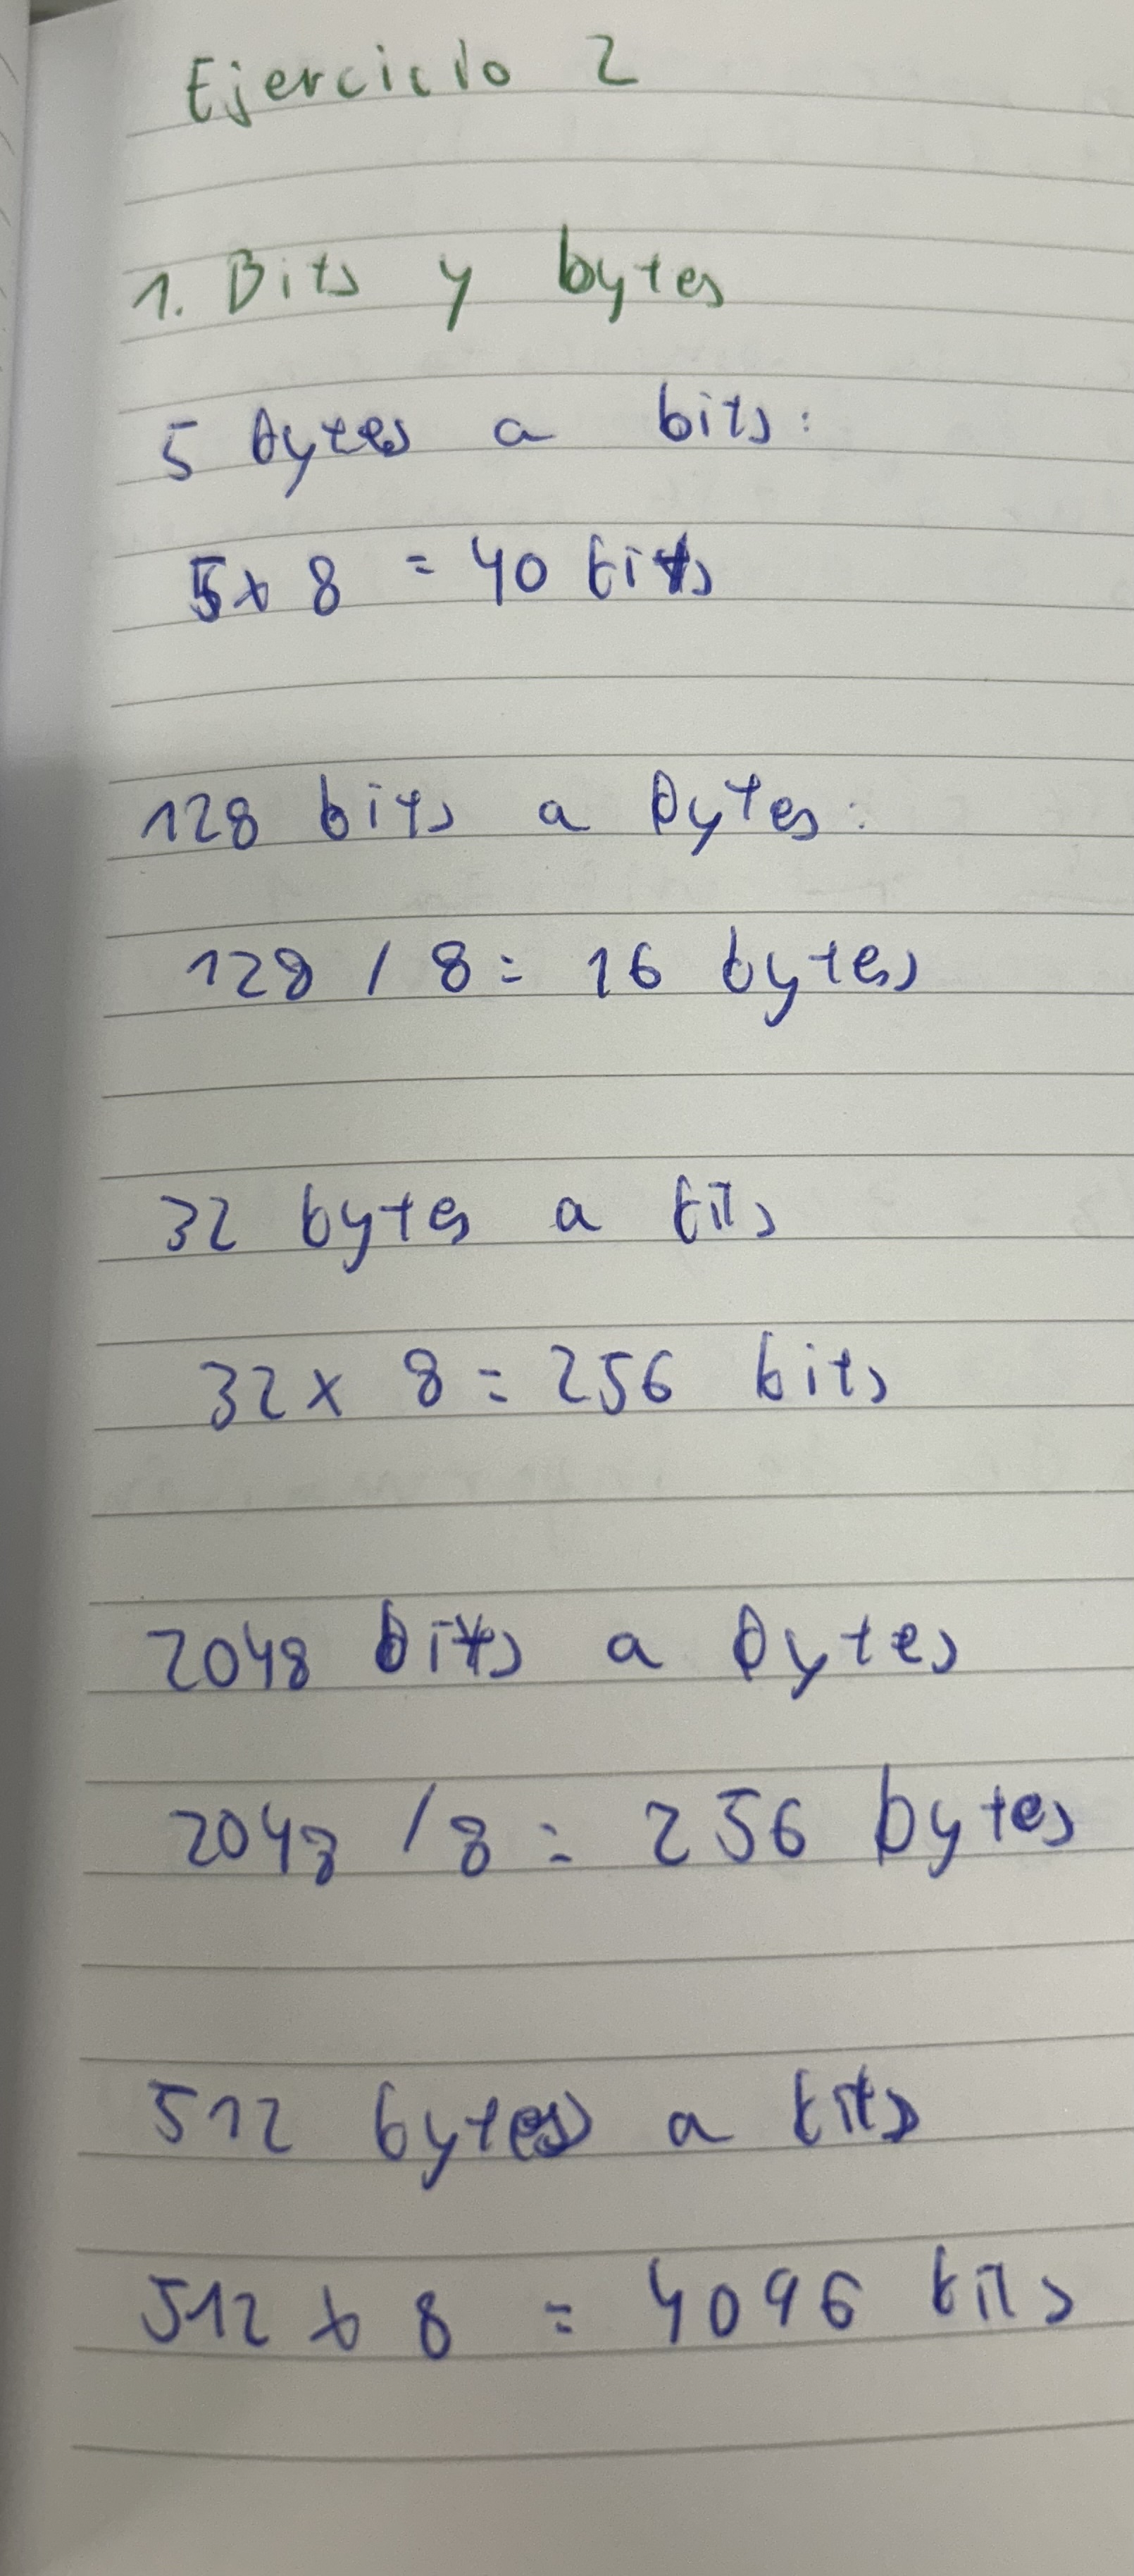 Ejercicio 2
1. Bits y bytes
5 bytes a bits:
5 x 8 = 40 bits
128 bits a bytes:
128 / 8 = 16 bytes
32 bytes a bits
32 x 8 = 256 bits
2048 bits a bytes
2048 / 8 = 256 bytes
512 bytes a bits
512 x 8 = 4096 bits